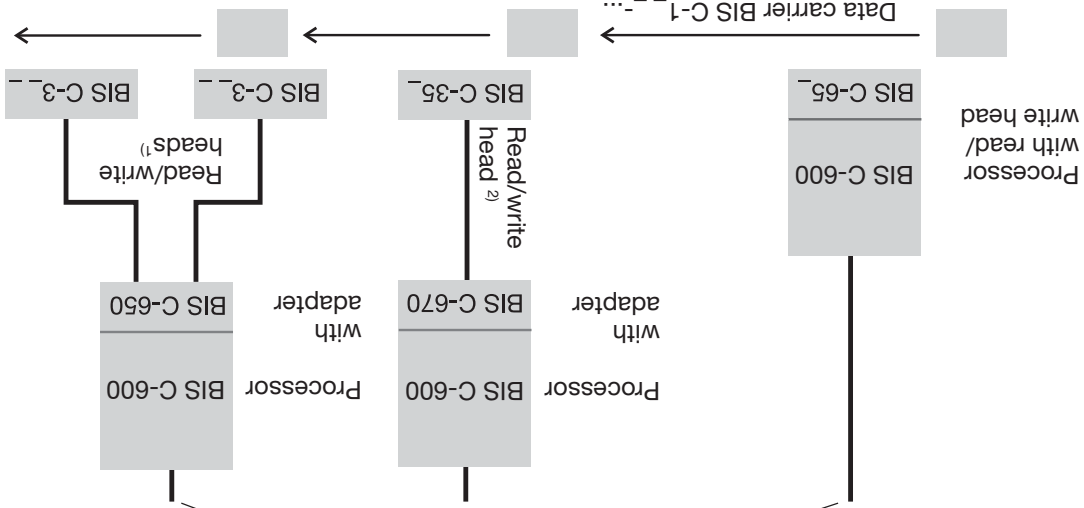 Processor
with read/
write head
BIS C-600
BIS C-65_
Processor
with
adapter
BIS C-600
BIS C-670
Read/write
head 2)
BIS C-35_
Processor
with
adapter
BIS C-600
BIS C-650
Read/write
heads1)
BIS C-3_ _
BIS C-3_ _
Data carrier BIS C-1_ _-...